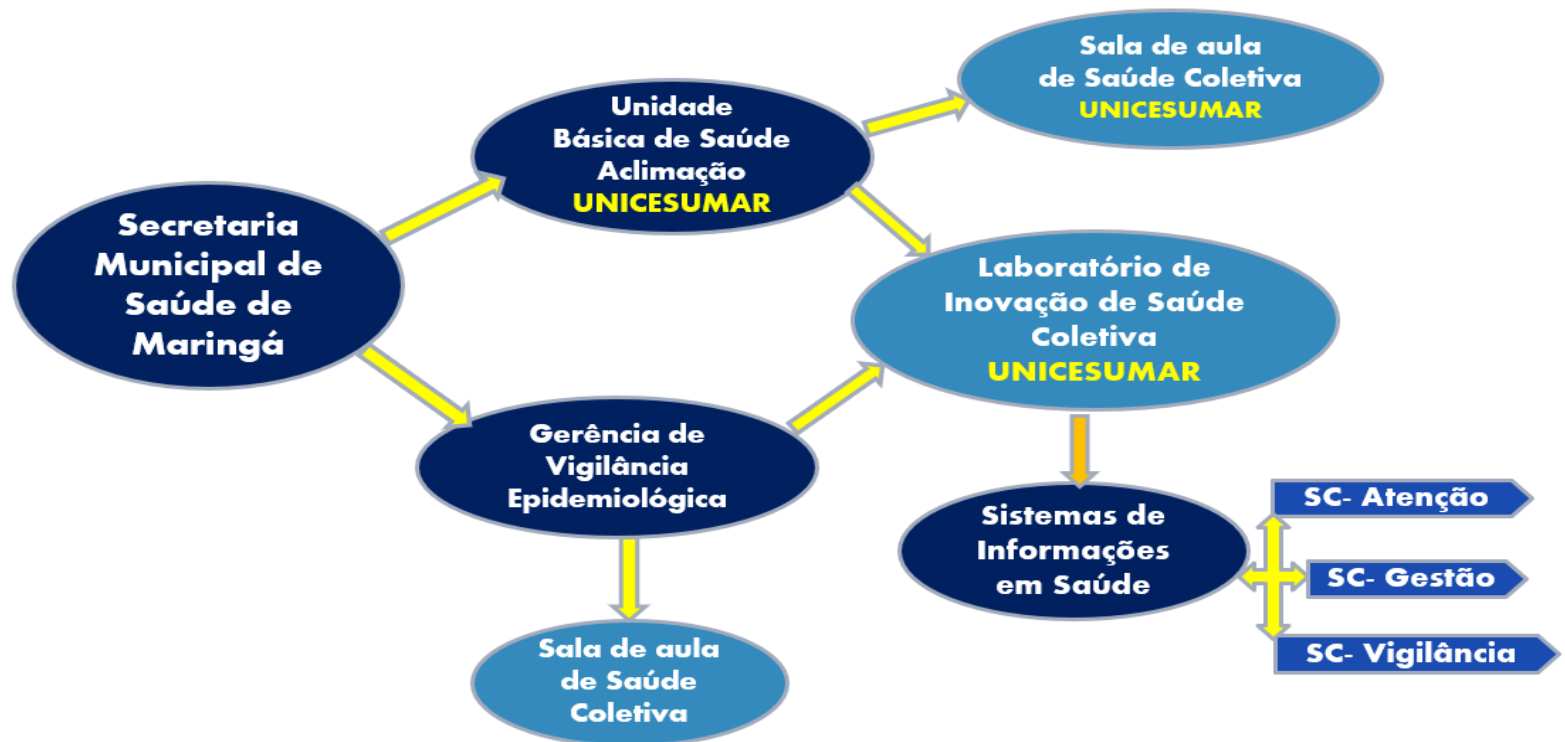 Secretaria
Municipal de
Saúde de
Maringá
Unidade
Básica de Saúde
Aclimação
UNICESUMAR
Sala de aula
de Saúde Coletiva
UNICESUMAR
Laboratório de
Inovação de Saúde
Coletiva
UNICESUMAR
Gerência de
Vigilância
Epidemiológica
Sala de aula
de Saúde
Coletiva
Sistemas de
Informações
em Saúde
SC- Atenção
SC- Gestão
SC- Vigilância